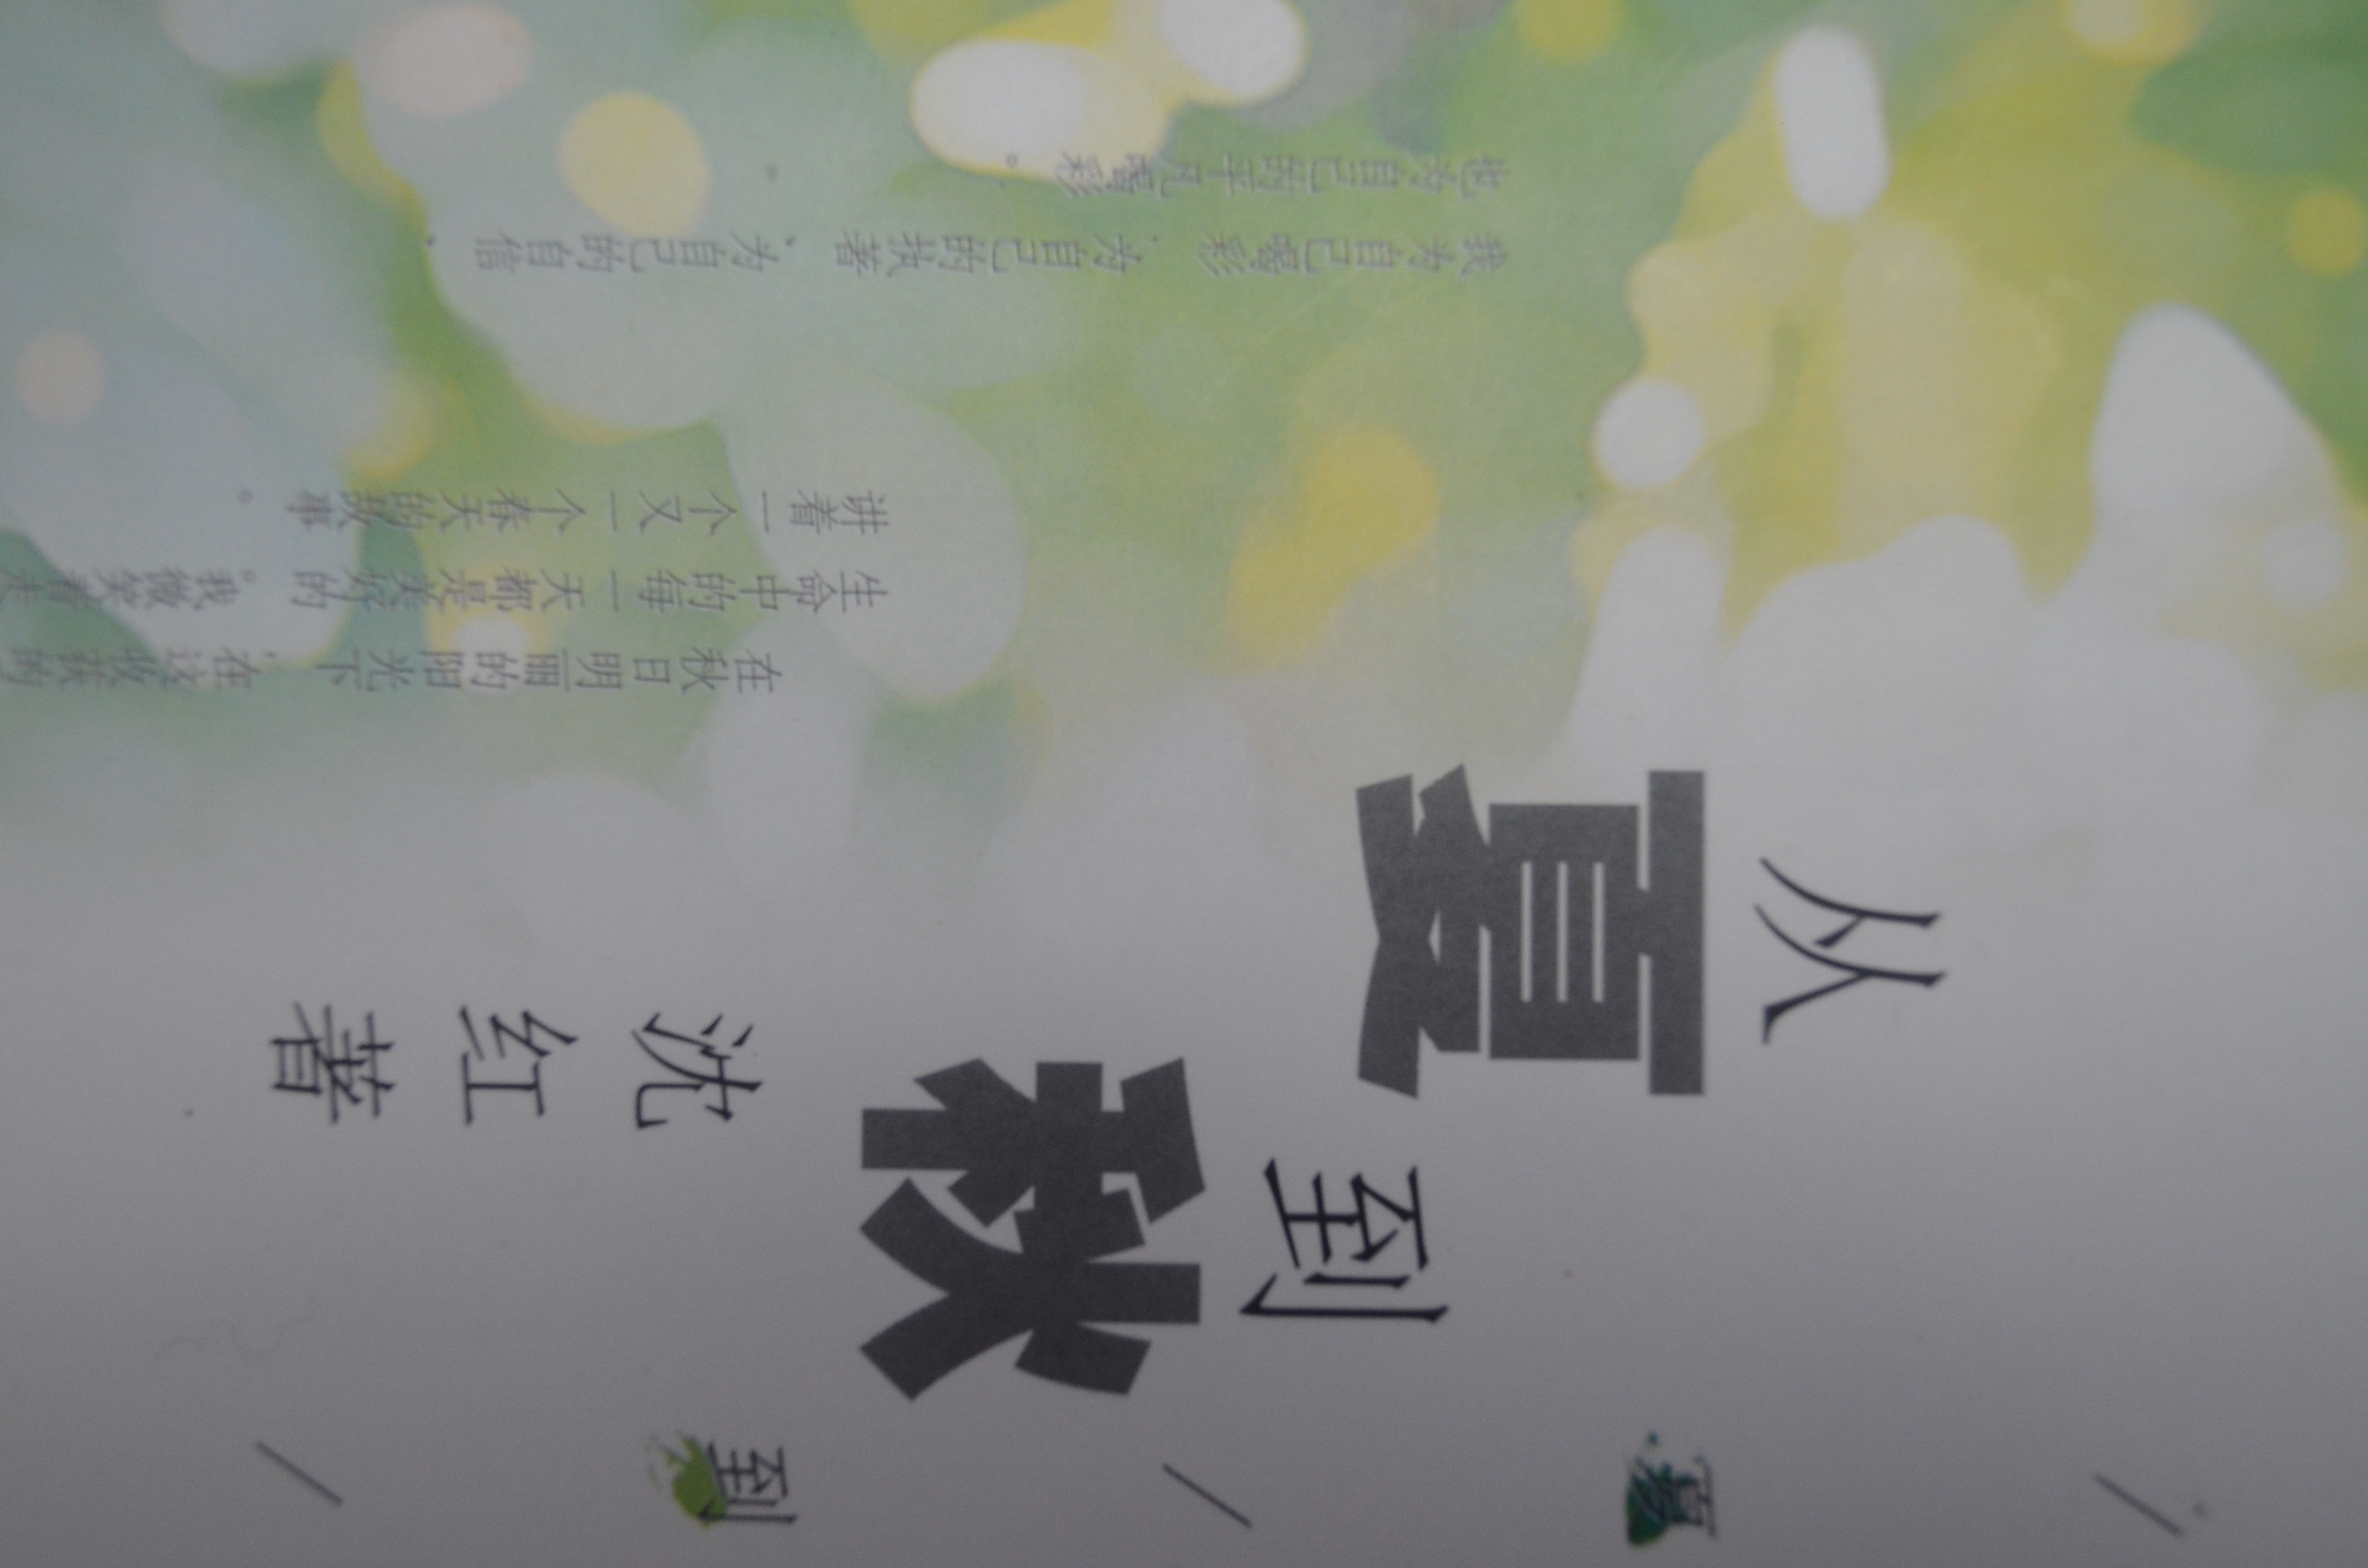 从
夏
到
秋
沈红著
/ 夏 / 到 /
在秋日明丽的阳光下，在这收获的
生命中的每一天都是美好的。我微笑着
讲着一个又一个春天的故事。
我为自己喝彩，为自己的执著，为自己的自信，
也为自己的平凡喝彩。